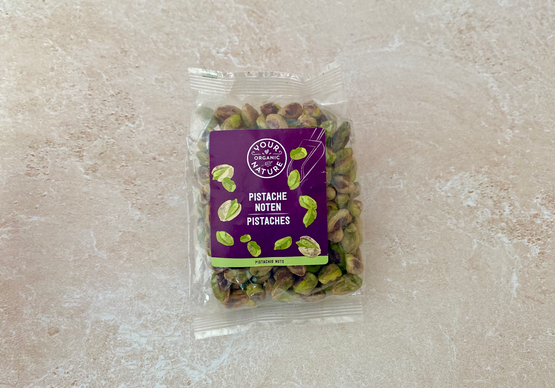 YOUR
ORGANIC
NATURE
PISTACHE
NOTEN
PISTACHES
PISTACHIO NUTS